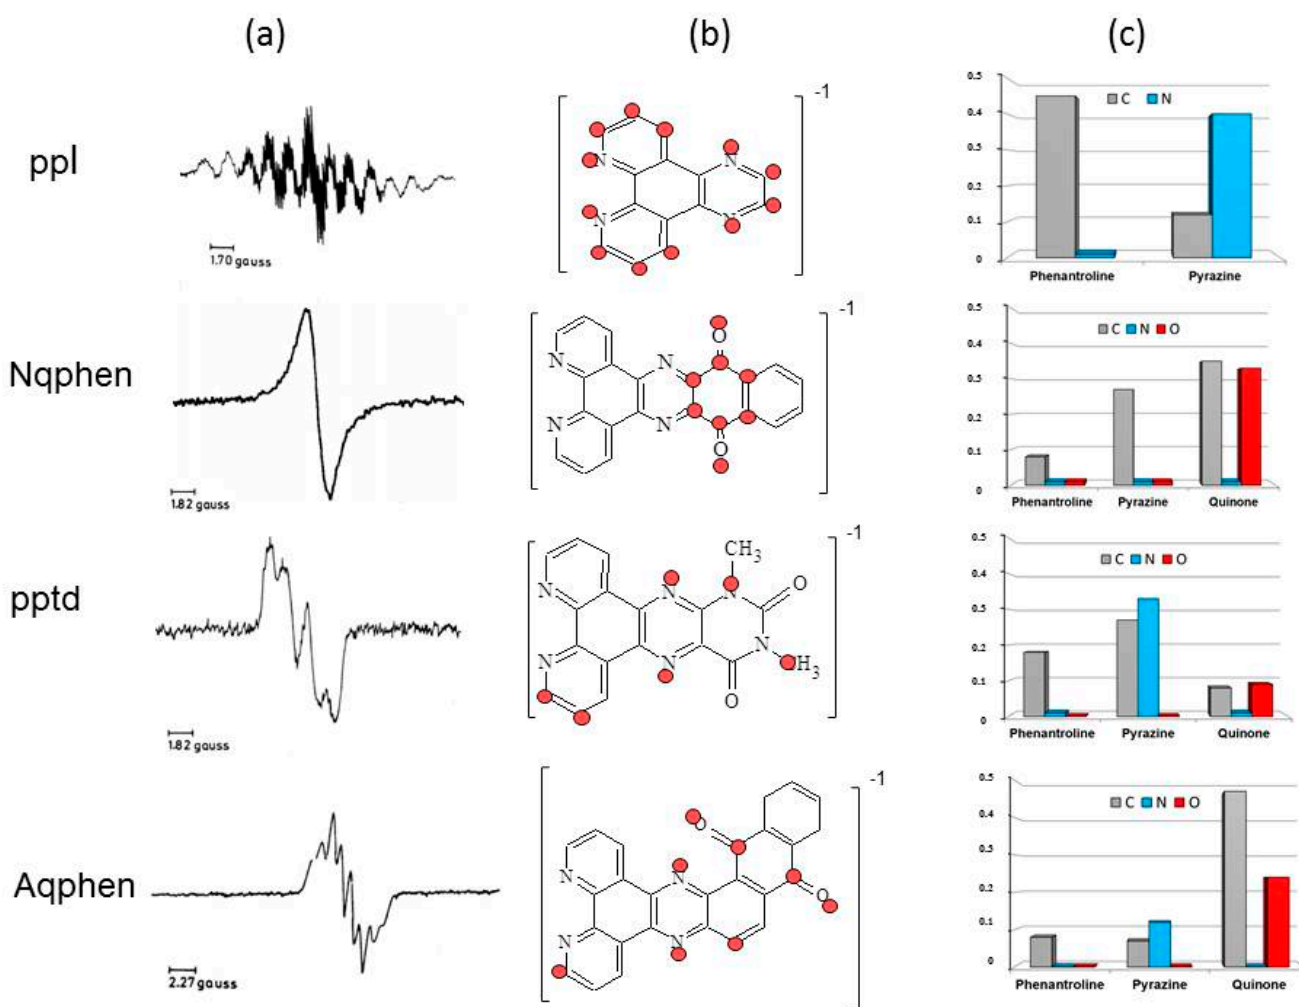 (a) (b) (c)
ppl
1.70 gauss
-1
N
N
N
N
0.5
0.4
0.3
0.2
0.1
0
C N
Phenantroline Pyrazine
Nqphen
1.82 gauss
-1
O
N
N
N
N
O
0.5
0.4
0.3
0.2
0.1
0
C N O
Phenantroline Pyrazine Quinone
pptd
1.82 gauss
-1
CH3
N
N
N
O
N
N
N
CH3
O
O
0.5
0.4
0.3
0.2
0.1
0
C N O
Phenantroline Pyrazine Quinone
Aqphen
2.27 gauss
-1
O
N
N
O
N
N
0.5
0.4
0.3
0.2
0.1
0
C N O
Phenantroline Pyrazine Quinone